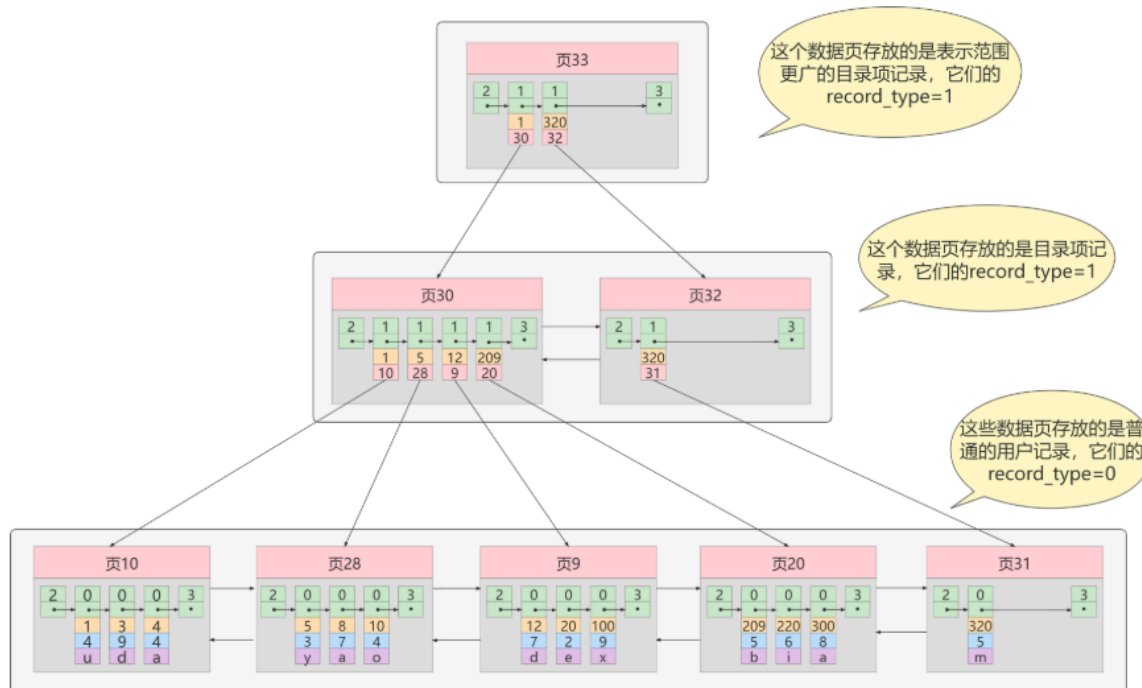 这个数据页存放的是表示范围
更广的目录项记录，它们的
record_type=1
页33
2 1 1 3
1 320
30 32
这个数据页存放的是目录项记
录，它们的record_type=1
页30
2 1 1 1 1 3
1 5 12 209
10 28 9 20
页32
2 1 3
320
31
这些数据页存放的是普
通的用户记录，它们的
record_type=0
页10
2 0 0 0 3
1 3 4
4 9 4
u d a
页28
2 0 0 0 3
5 8 10
3 7 4
y a o
页9
2 0 0 0 3
12 20 100
7 2 9
d e x
页20
2 0 0 0 3
209 220 300
5 6 8
b i a
页31
2 0 3
320
5
m